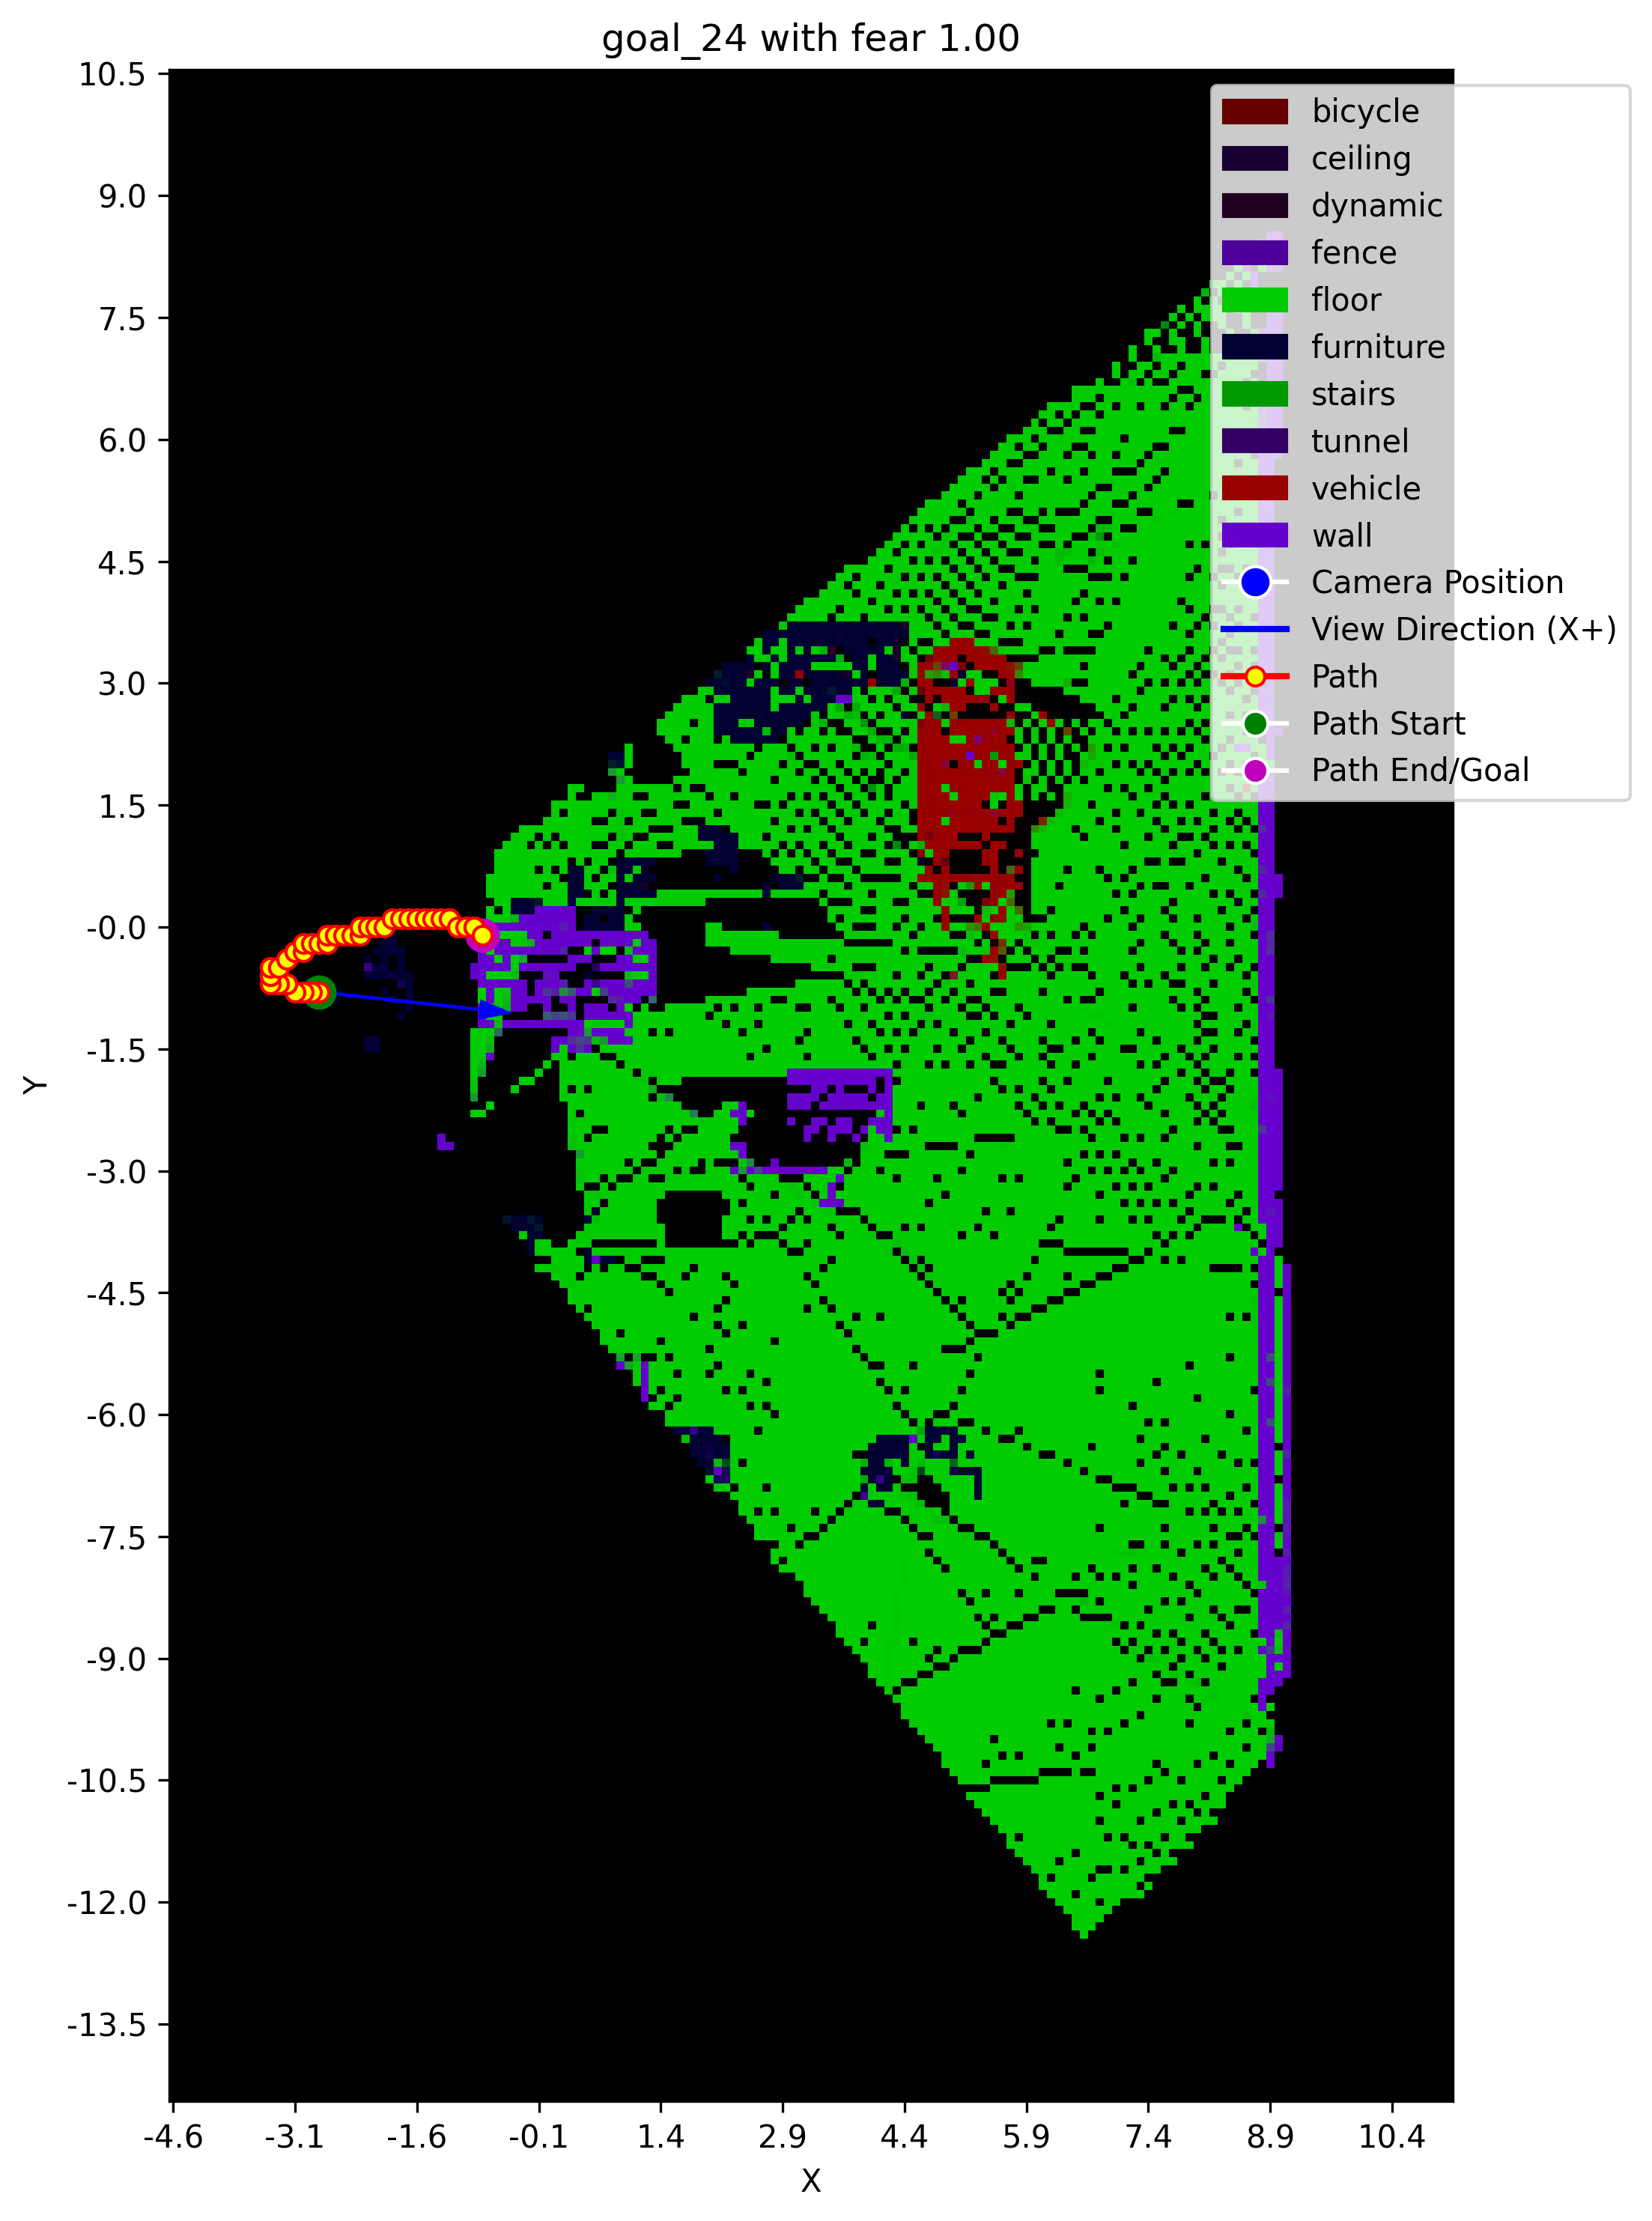 goal_24 with fear 1.00
10.5
9.0
7.5
6.0
4.5
3.0
1.5
-0.0
-1.5
-3.0
-4.5
-6.0
-7.5
-9.0
-10.5
-12.0
-13.5
Y
-4.6 -3.1 -1.6 -0.1 1.4 2.9 4.4 5.9 7.4 8.9 10.4
X
bicycle
ceiling
dynamic
fence
floor
furniture
stairs
tunnel
vehicle
wall
Camera Position
View Direction (X+)
Path
Path Start
Path End/Goal